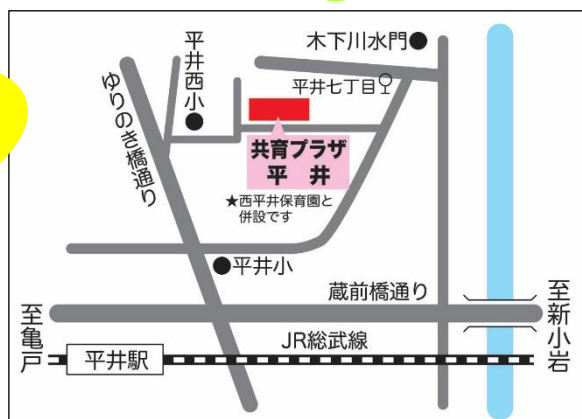 木下川水門
平井西小
平井七丁目
ゆりのき橋通り
共育プラザ
平 井
★西平井保育園と
併設です
平井小
蔵前橋通り
至亀戸
至新小岩
JR総武線
平井駅